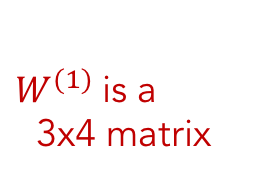 W⁽¹⁾ is a
3x4 matrix